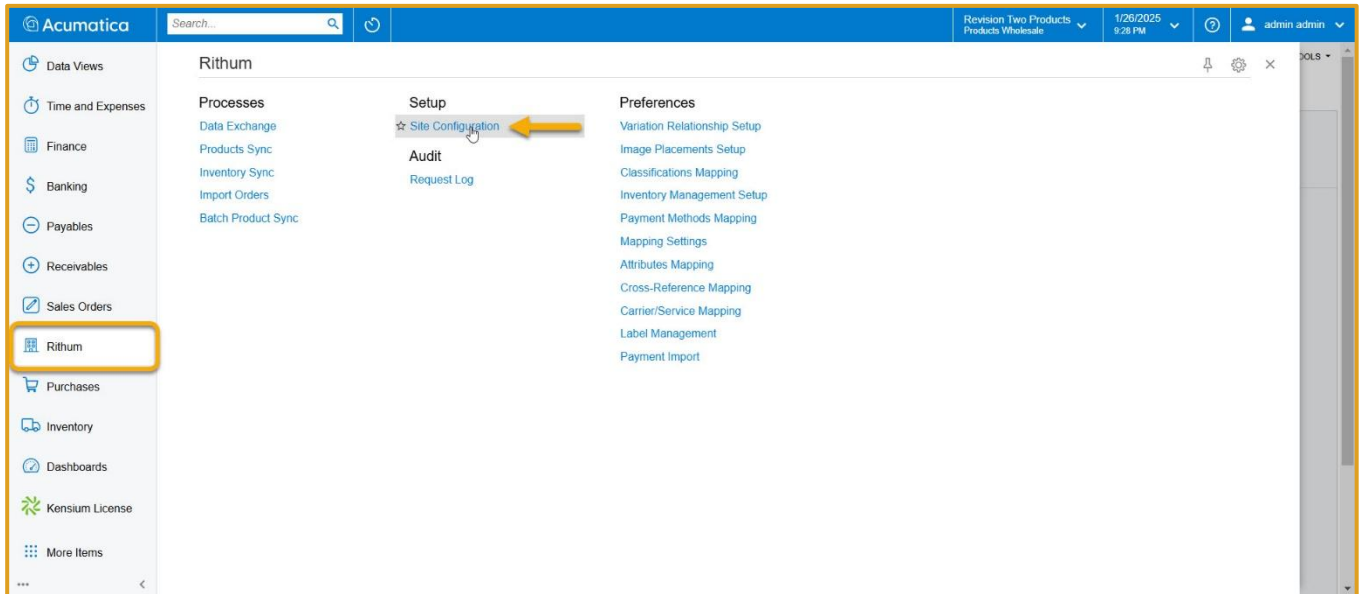 Acumatica
Search...
Revision Two Products
Products Wholesale
1/26/2025
9:28 PM
admin admin
Data Views
Time and Expenses
Finance
Banking
Payables
Receivables
Sales Orders
Rithum
Purchases
Inventory
Dashboards
Kensium License
More Items
Rithum
OOLS
Processes
Data Exchange
Products Sync
Inventory Sync
Import Orders
Batch Product Sync
Setup
Site Configuration
Audit
Request Log
Preferences
Variation Relationship Setup
Image Placements Setup
Classifications Mapping
Inventory Management Setup
Payment Methods Mapping
Mapping Settings
Attributes Mapping
Cross-Reference Mapping
Carrier/Service Mapping
Label Management
Payment Import